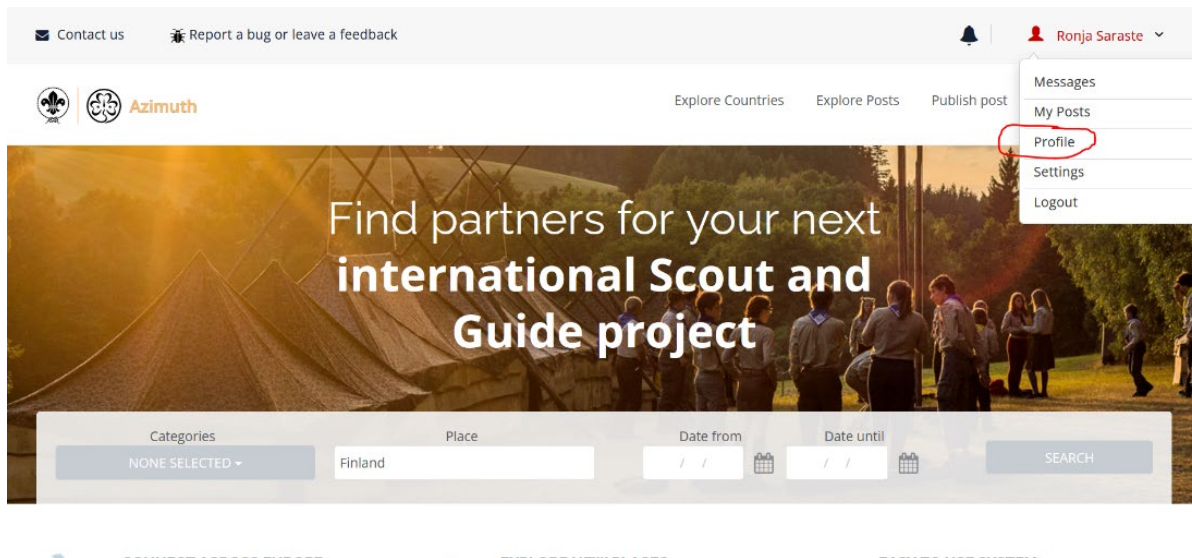 Contact us
Report a bug or leave a feedback
Ronja Saraste
Messages
My Posts
Profile
Settings
Logout
Azimuth
Explore Countries
Explore Posts
Publish post
Find partners for your next
international Scout and
Guide project
Categories
Place
Date from
Date until
NONE SELECTED
Finland
/ /
/ /
SEARCH